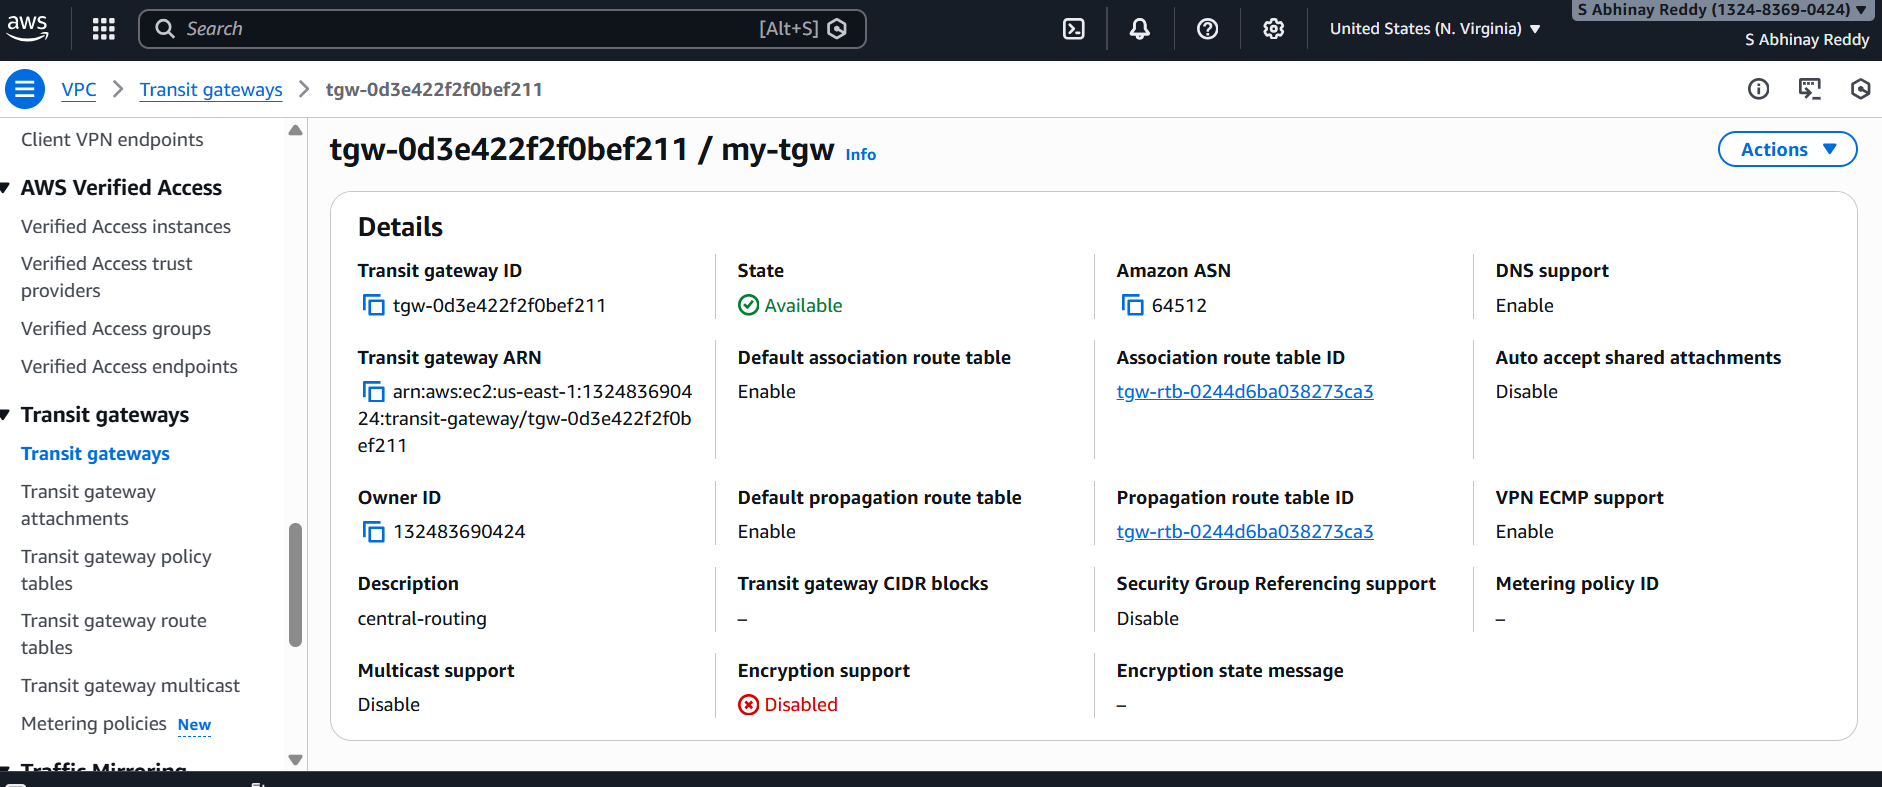 aws
Search
[Alt+S]
United States (N. Virginia)
S Abhinay Reddy (1324-8369-0424)
S Abhinay Reddy
VPC
Transit gateways
tgw-0d3e422f2f0bef211
Client VPN endpoints
AWS Verified Access
Verified Access instances
Verified Access trust
providers
Verified Access groups
Verified Access endpoints
Transit gateways
Transit gateways
Transit gateway
attachments
Transit gateway policy
tables
Transit gateway route
tables
Transit gateway multicast
Metering policies New
Traffic Mirroring
tgw-0d3e422f2f0bef211 / my-tgw Info
Actions
Details
Transit gateway ID
tgw-0d3e422f2f0bef211
State
Available
Amazon ASN
64512
DNS support
Enable
Transit gateway ARN
arn:aws:ec2:us-east-1:1324836904
24:transit-gateway/tgw-0d3e422f2f0b
ef211
Default association route table
Enable
Association route table ID
tgw-rtb-0244d6ba038273ca3
Auto accept shared attachments
Disable
Owner ID
132483690424
Default propagation route table
Enable
Propagation route table ID
tgw-rtb-0244d6ba038273ca3
VPN ECMP support
Enable
Description
central-routing
Transit gateway CIDR blocks
–
Security Group Referencing support
Disable
Metering policy ID
–
Multicast support
Disable
Encryption support
Disabled
Encryption state message
–